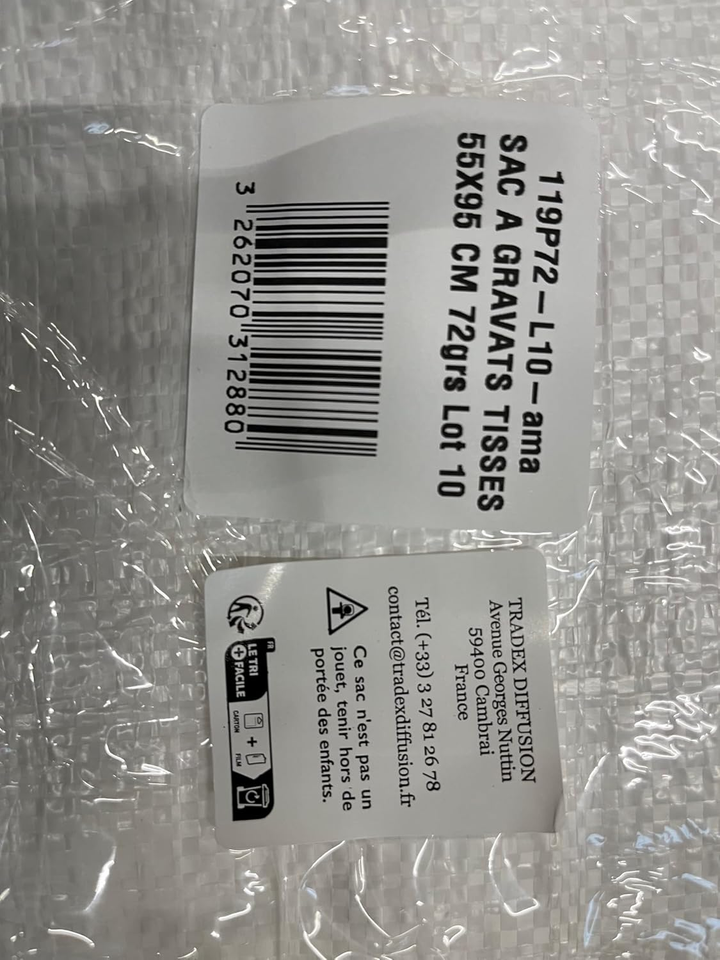 119P72-L10-ama
SAC A GRAVATS TISSES
55X95 CM 72grs Lot 10
3 262070 312880
TRADEX DIFFUSION
Avenue Georges Nuttin
59400 Cambrai
France
Tél. (+33) 3 27 81 26 78
contact@tradexdiffusion.fr
Ce sac n'est pas un
jouet, tenir hors de
portée des enfants.
FR
LE TRI
+ FACILE
CARTON
+
FILM